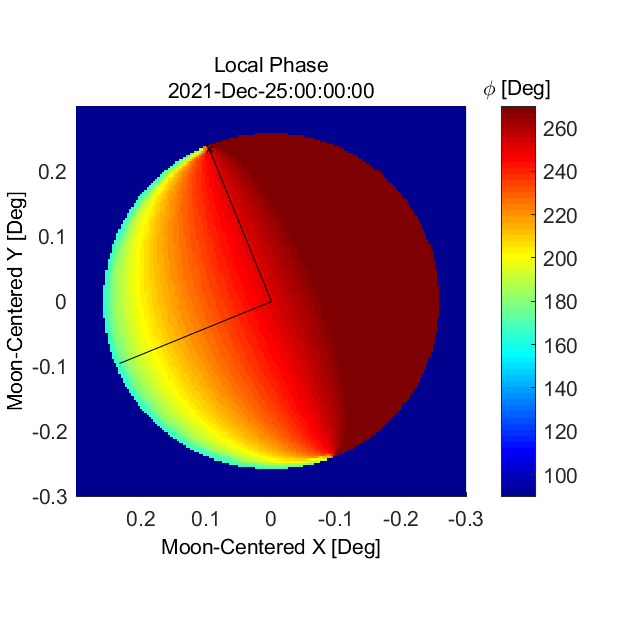 Local Phase
2021-Dec-25:00:00:00
ϕ [Deg]
Moon-Centered Y [Deg]
0.2
0.1
0
-0.1
-0.2
-0.3
0.2 0.1 0 -0.1 -0.2 -0.3
Moon-Centered X [Deg]
260
240
220
200
180
160
140
120
100